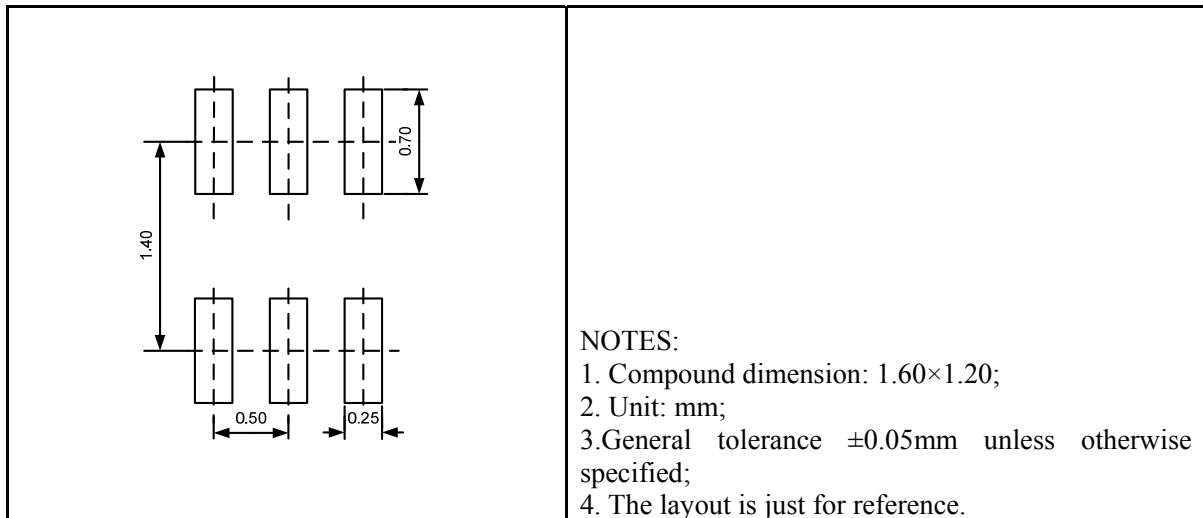 0.70
1.40
0.50
0.25
NOTES:
1. Compound dimension: 1.60×1.20;
2. Unit: mm;
3.General tolerance ±0.05mm unless otherwise
specified;
4. The layout is just for reference.